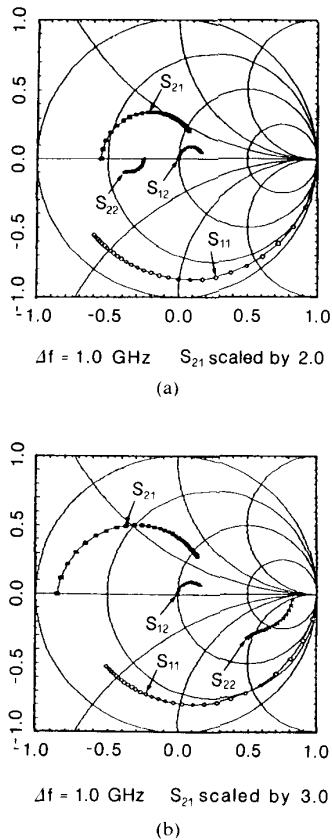 (a)
1.0
0.5
0.0
-0.5
-1.0
S21
S12
S22
S11
-1.0 -0.5 0.0 0.5 1.0
Δf = 1.0 GHz S21 scaled by 2.0
(a)
1.0
0.5
0.0
-0.5
-1.0
S21
S12
S11
S22
-1.0 -0.5 0.0 0.5 1.0
Δf = 1.0 GHz S21 scaled by 3.0
(b)